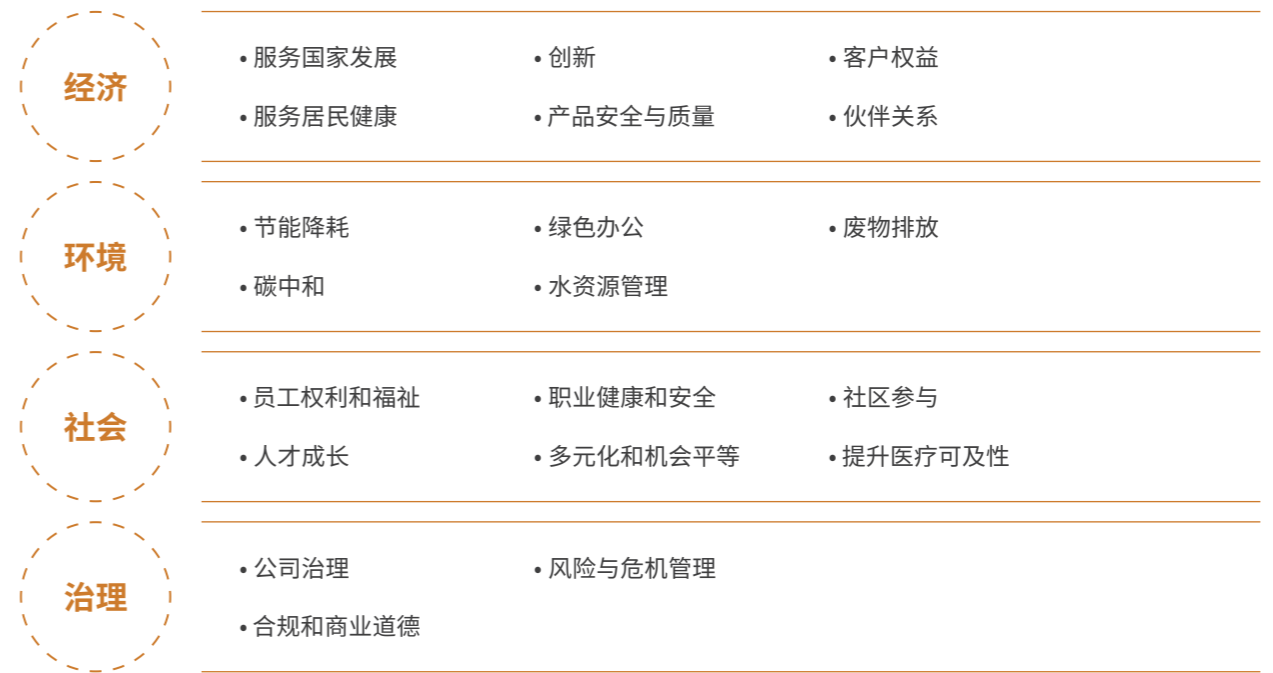 经济
• 服务国家发展 • 创新 • 客户权益
• 服务居民健康 • 产品安全与质量 • 伙伴关系
环境
• 节能降耗 • 绿色办公 • 废物排放
• 碳中和 • 水资源管理
社会
• 员工权利和福祉 • 职业健康和安全 • 社区参与
• 人才成长 • 多元化和机会平等 • 提升医疗可及性
治理
• 公司治理 • 风险与危机管理
• 合规和商业道德